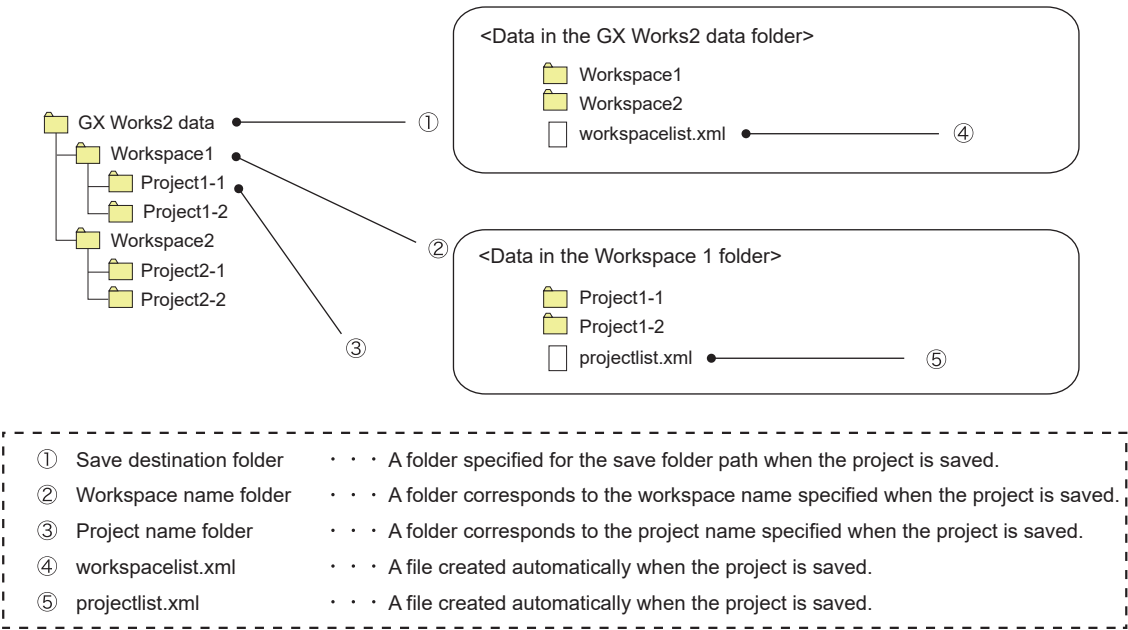 <Data in the GX Works2 data folder>
Workspace1
Workspace2
workspacelist.xml
④
GX Works2 data
①
Workspace1
Project1-1
Project1-2
Workspace2
Project2-1
Project2-2
②
③
<Data in the Workspace 1 folder>
Project1-1
Project1-2
projectlist.xml
⑤
① Save destination folder ・・・ A folder specified for the save folder path when the project is saved.
② Workspace name folder ・・・ A folder corresponds to the workspace name specified when the project is saved.
③ Project name folder ・・・ A folder corresponds to the project name specified when the project is saved.
④ workspacelist.xml ・・・ A file created automatically when the project is saved.
⑤ projectlist.xml ・・・ A file created automatically when the project is saved.